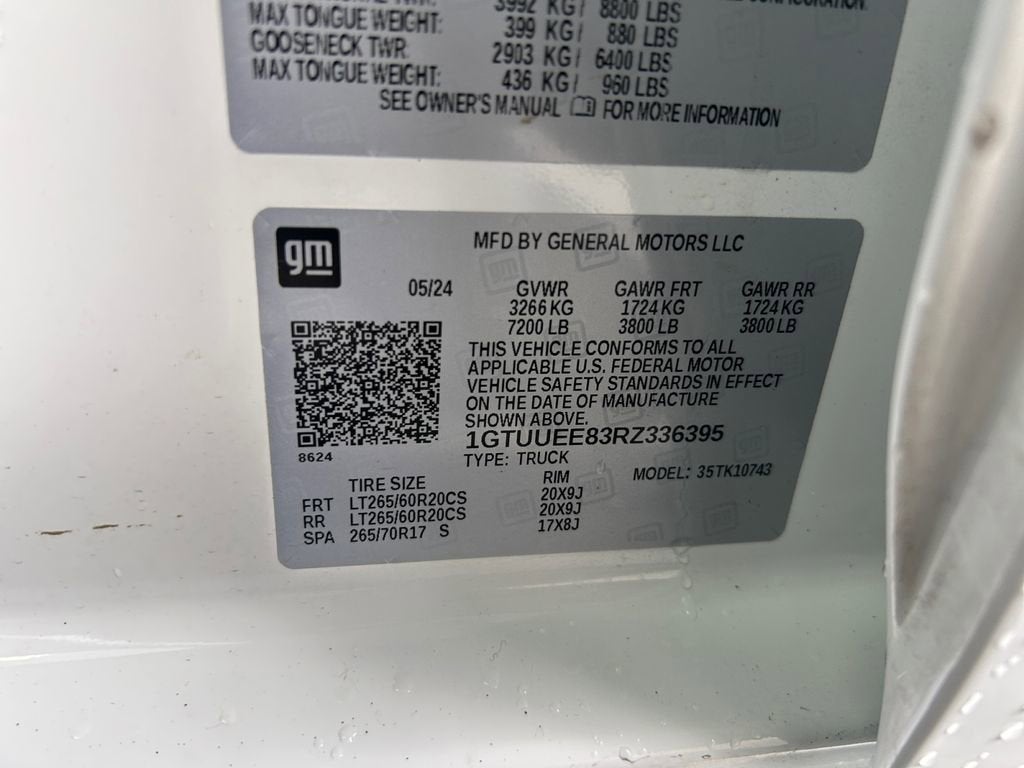 3992 KG/ 8800 LBS CONFIGURATION.
MAX TONGUE WEIGHT: 399 KG/ 880 LBS
GOOSENECK TWR: 2903 KG/ 6400 LBS
MAX TONGUE WEIGHT: 436 KG/ 960 LBS
SEE OWNER'S MANUAL FOR MORE INFORMATION
gm
MFD BY GENERAL MOTORS LLC
05/24 GVWR GAWR FRT GAWR RR
3266 KG 1724 KG 1724 KG
7200 LB 3800 LB 3800 LB
THIS VEHICLE CONFORMS TO ALL
APPLICABLE U.S. FEDERAL MOTOR
VEHICLE SAFETY STANDARDS IN EFFECT
ON THE DATE OF MANUFACTURE
SHOWN ABOVE.
1GTUUEE83RZ336395
8624
TYPE: TRUCK
MODEL: 35TK10743
TIRE SIZE RIM
FRT LT265/60R20CS 20X9J
RR LT265/60R20CS 20X9J
SPA 265/70R17 S 17X8J